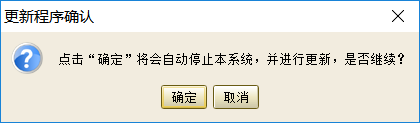 更新程序确认
点击“确定”将会自动停止本系统，并进行更新，是否继续？
确定
取消